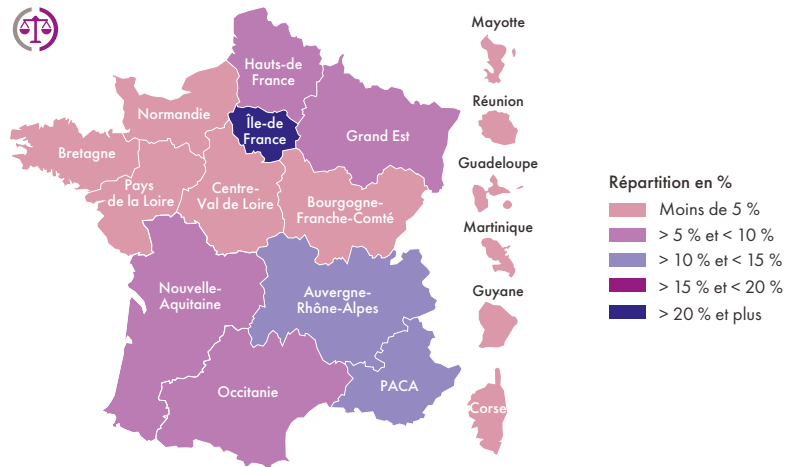 Mayotte
Hauts-de
France
Réunion
Normandie
Île-de
France
Grand Est
Bretagne
Guadeloupe
Pays
de la Loire
Centre-
Val de Loire
Bourgogne-
Franche-Comté
Martinique
Nouvelle-
Aquitaine
Auvergne-
Rhône-Alpes
Guyane
Occitanie
PACA
Corse
Répartition en %
Moins de 5 %
> 5 % et < 10 %
> 10 % et < 15 %
> 15 % et < 20 %
> 20 % et plus